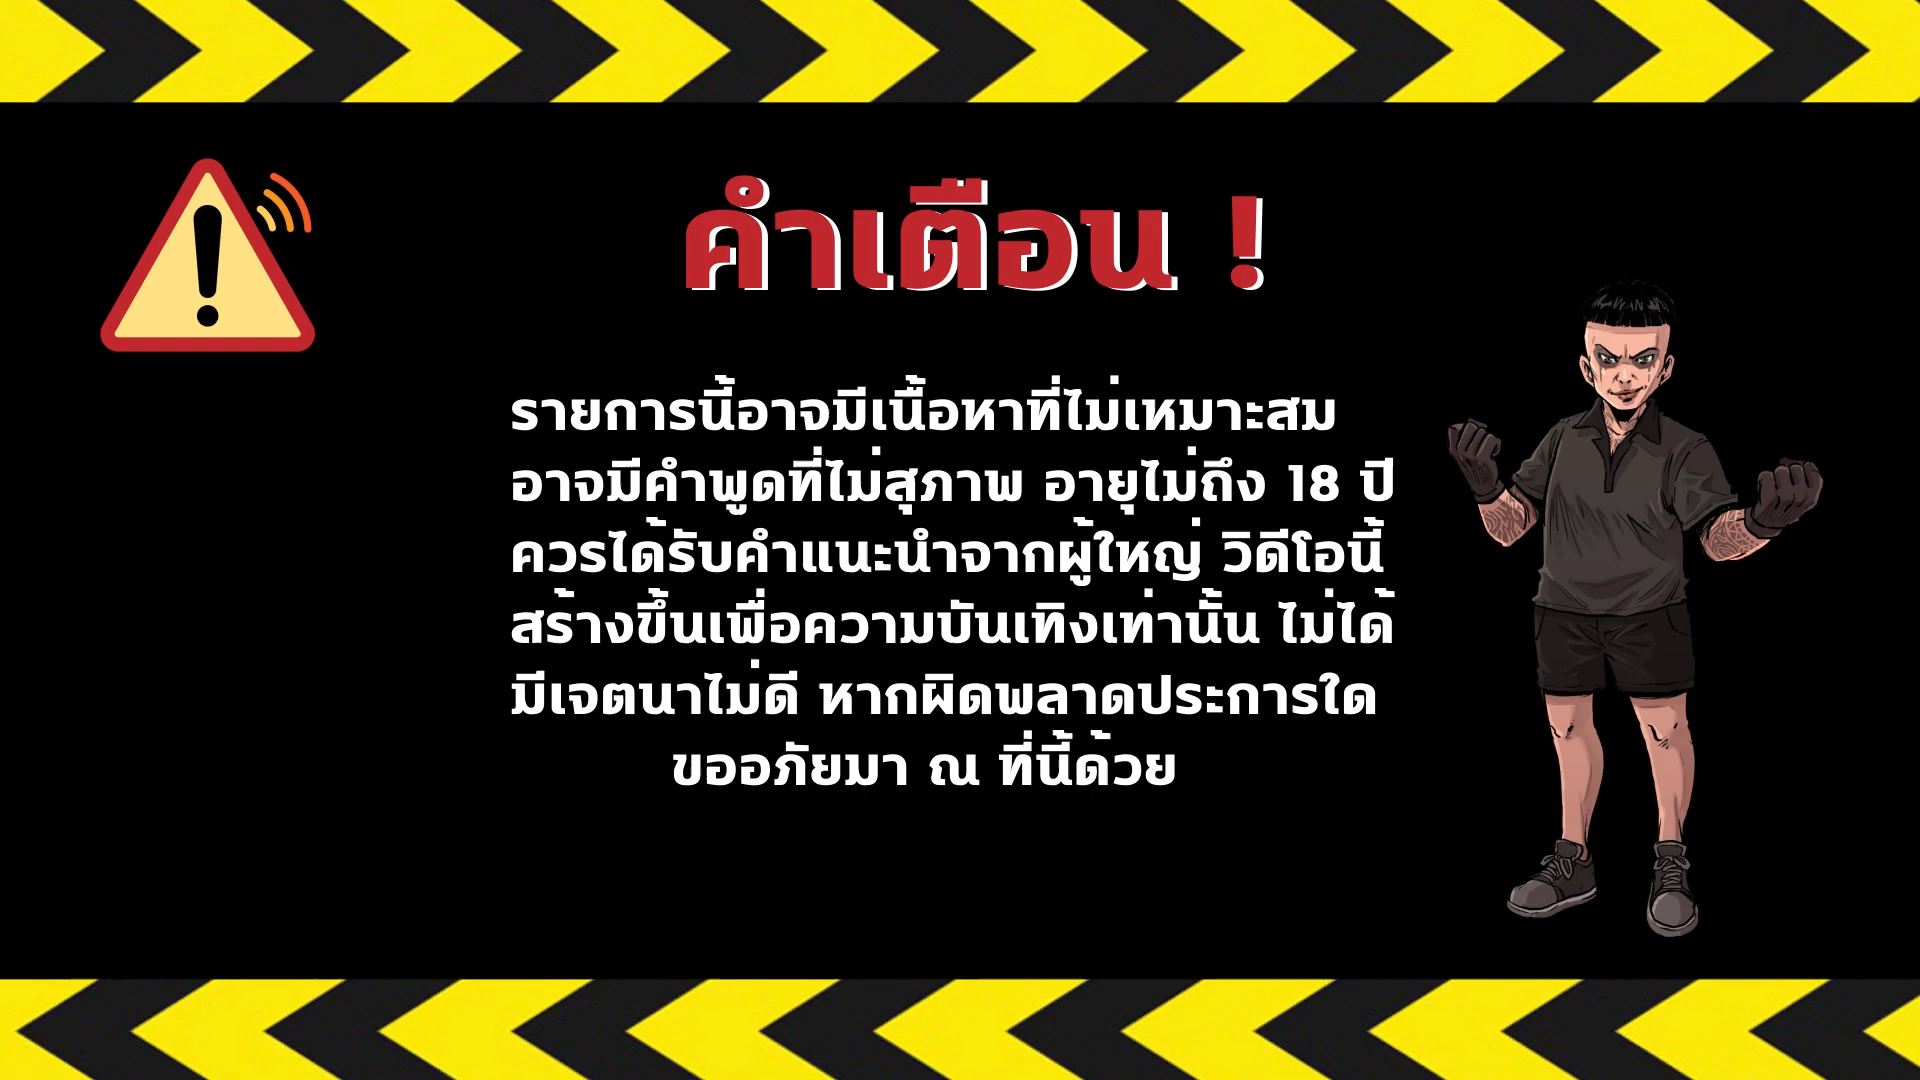 คำเตือน !
รายการนี้อาจมีเนื้อหาที่ไม่เหมาะสม
อาจมีคำพูดที่ไม่สุภาพ อายุไม่ถึง 18 ปี
ควรได้รับคำแนะนำจากผู้ใหญ่ วิดีโอนี้
สร้างขึ้นเพื่อความบันเทิงเท่านั้น ไม่ได้
มีเจตนาไม่ดี หากผิดพลาดประการใด
ขออภัยมา ณ ที่นี้ด้วย